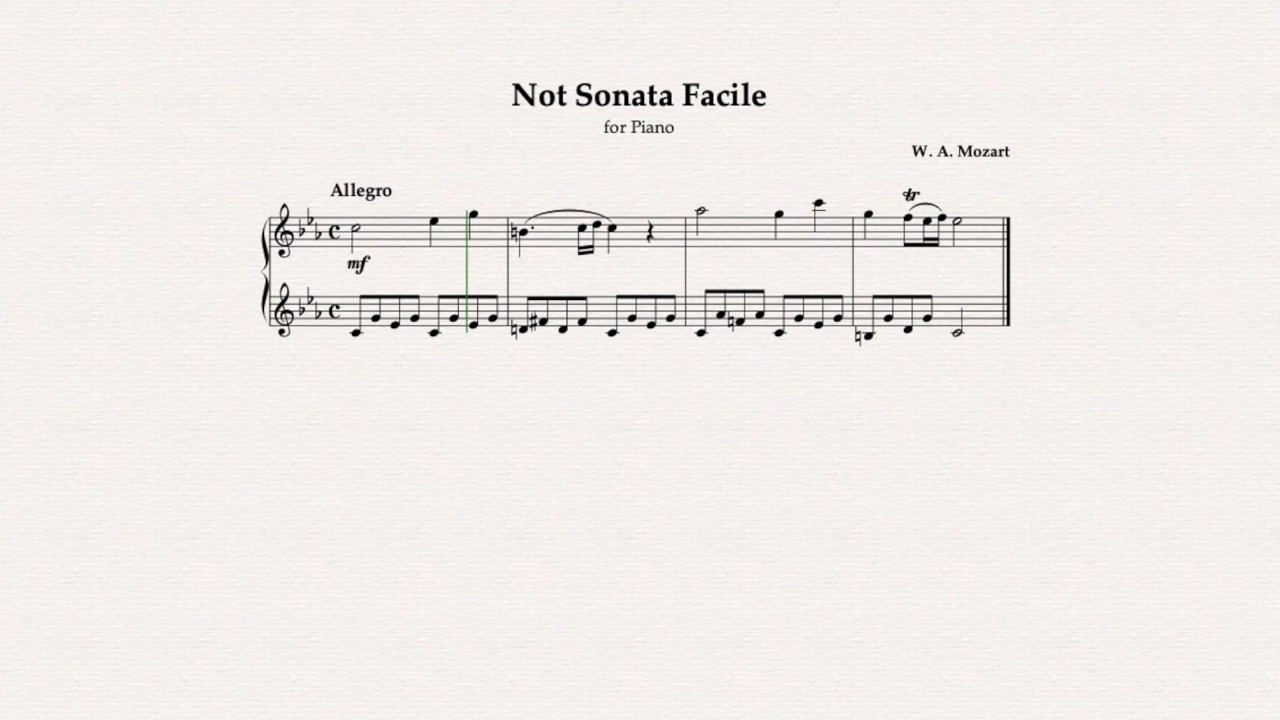 Not Sonata Facile
for Piano
W. A. Mozart
Allegro
mf
tr